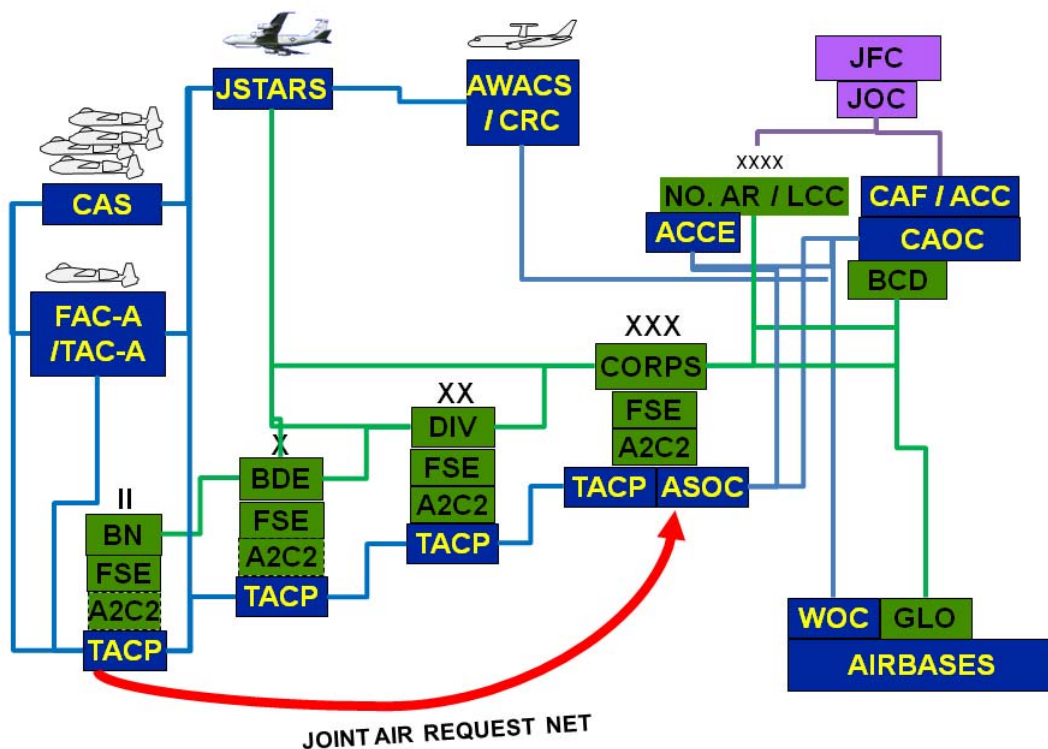 JSTARS
AWACS
/ CRC
JFC
JOC
CAS
XXXX
NO. AR / LCC
ACCE
CAF / ACC
CAOC
BCD
FAC-A
/TAC-A
XXX
CORPS
FSE
A2C2
TACP ASOC
XX
DIV
FSE
A2C2
TACP
X
BDE
FSE
A2C2
TACP
II
BN
FSE
A2C2
TACP
WOC GLO
AIRBASES
JOINT AIR REQUEST NET